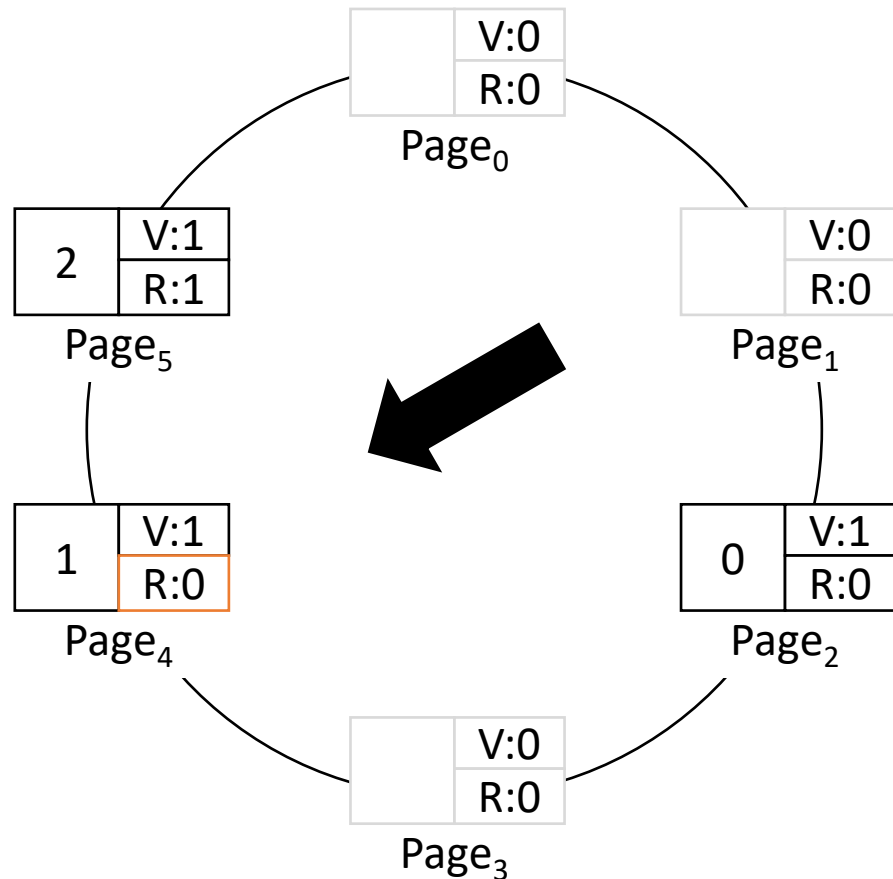 V:0
R:0
Page₀
V:0
R:0
Page₁
0
V:1
R:0
Page₂
V:0
R:0
Page₃
1
V:1
R:0
Page₄
2
V:1
R:1
Page₅